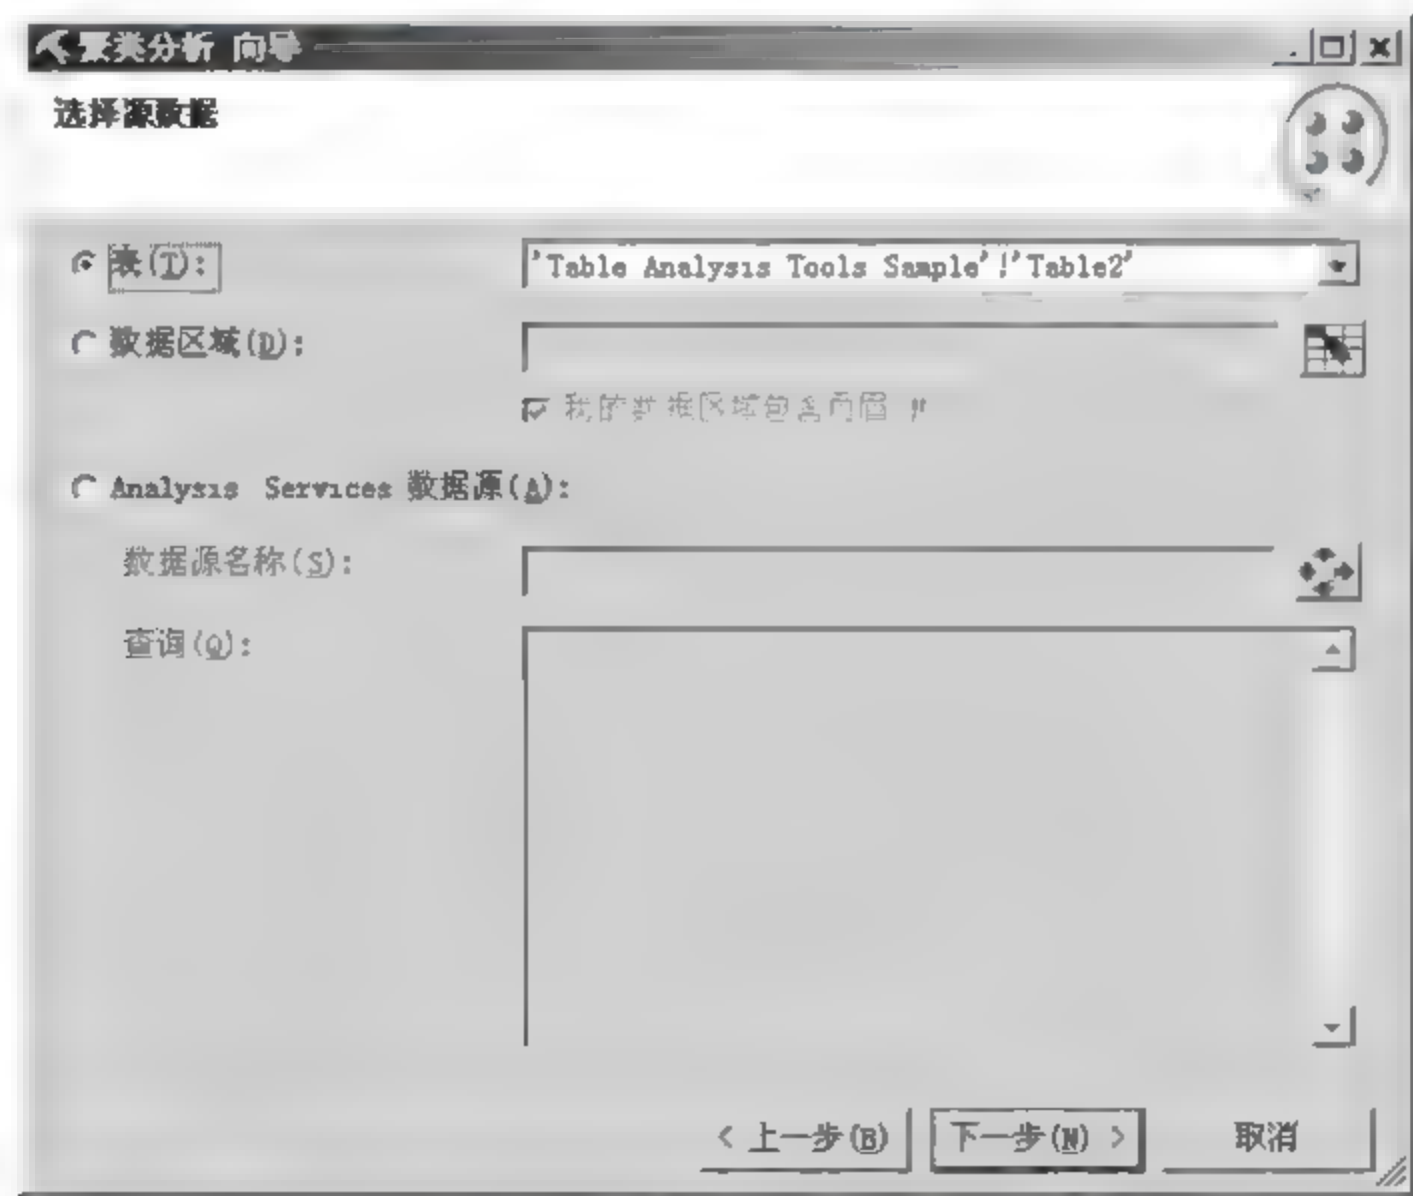 聚类分析 向导
选择源数据
表(T):
'Table Analysis Tools Sample'!'Table2'
数据区域(D):
我的数据区域包含页眉
Analysis Services 数据源(A):
数据源名称(S):
查询(Q):
< 上一步(B)
下一步(N) >
取消